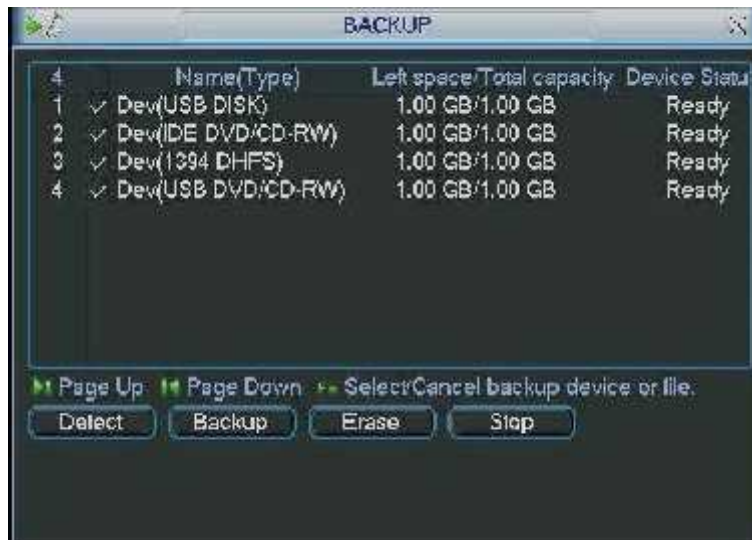 BACKUP
4 Name(Type) Left space/Total capacity Device Statu
1 Dev(USB DISK) 1.00 GB/1.00 GB Ready
2 Dev(IDE DVD/CD-RW) 1.00 GB/1.00 GB Ready
3 Dev(1394 DHFS) 1.00 GB/1.00 GB Ready
4 Dev(USB DVD/CD-RW) 1.00 GB/1.00 GB Ready
Page Up Page Down Select/Cancel backup device or file.
Detect Backup Erase Stop